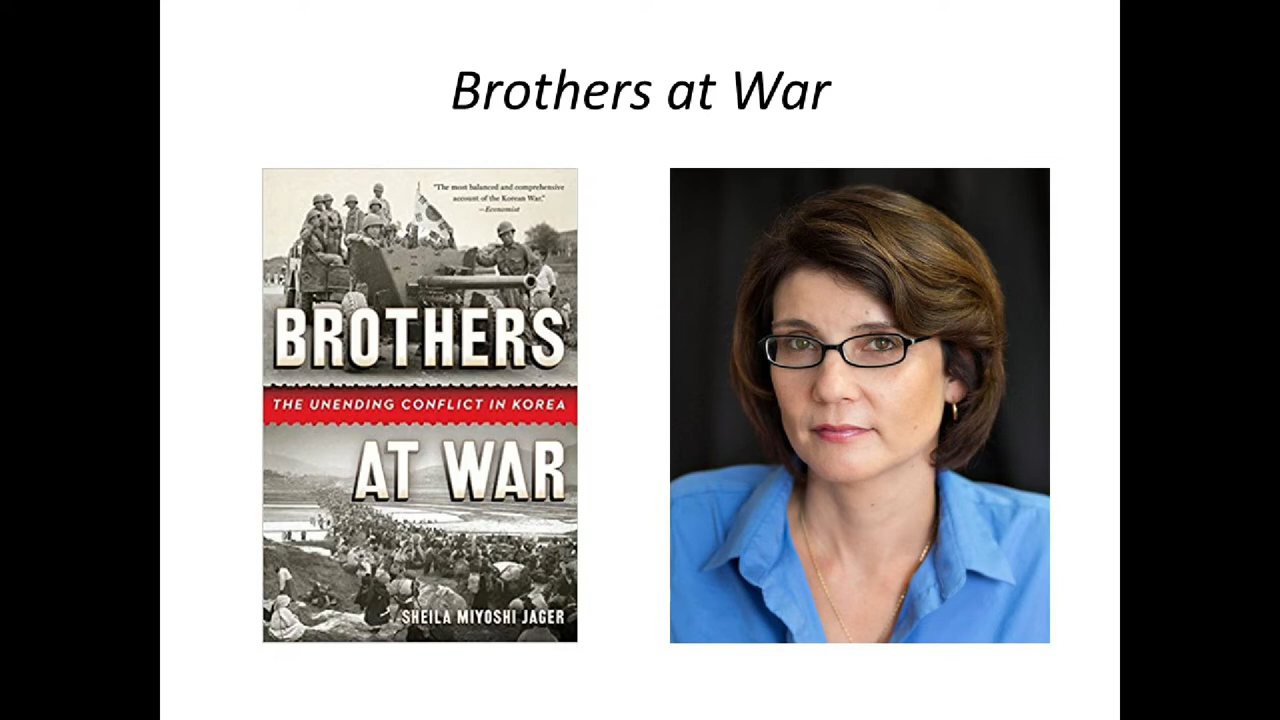 Brothers at War
"The most balanced and comprehensive
account of the Korean War."
—Economist
BROTHERS
THE UNENDING CONFLICT IN KOREA
AT WAR
SHEILA MIYOSHI JAGER